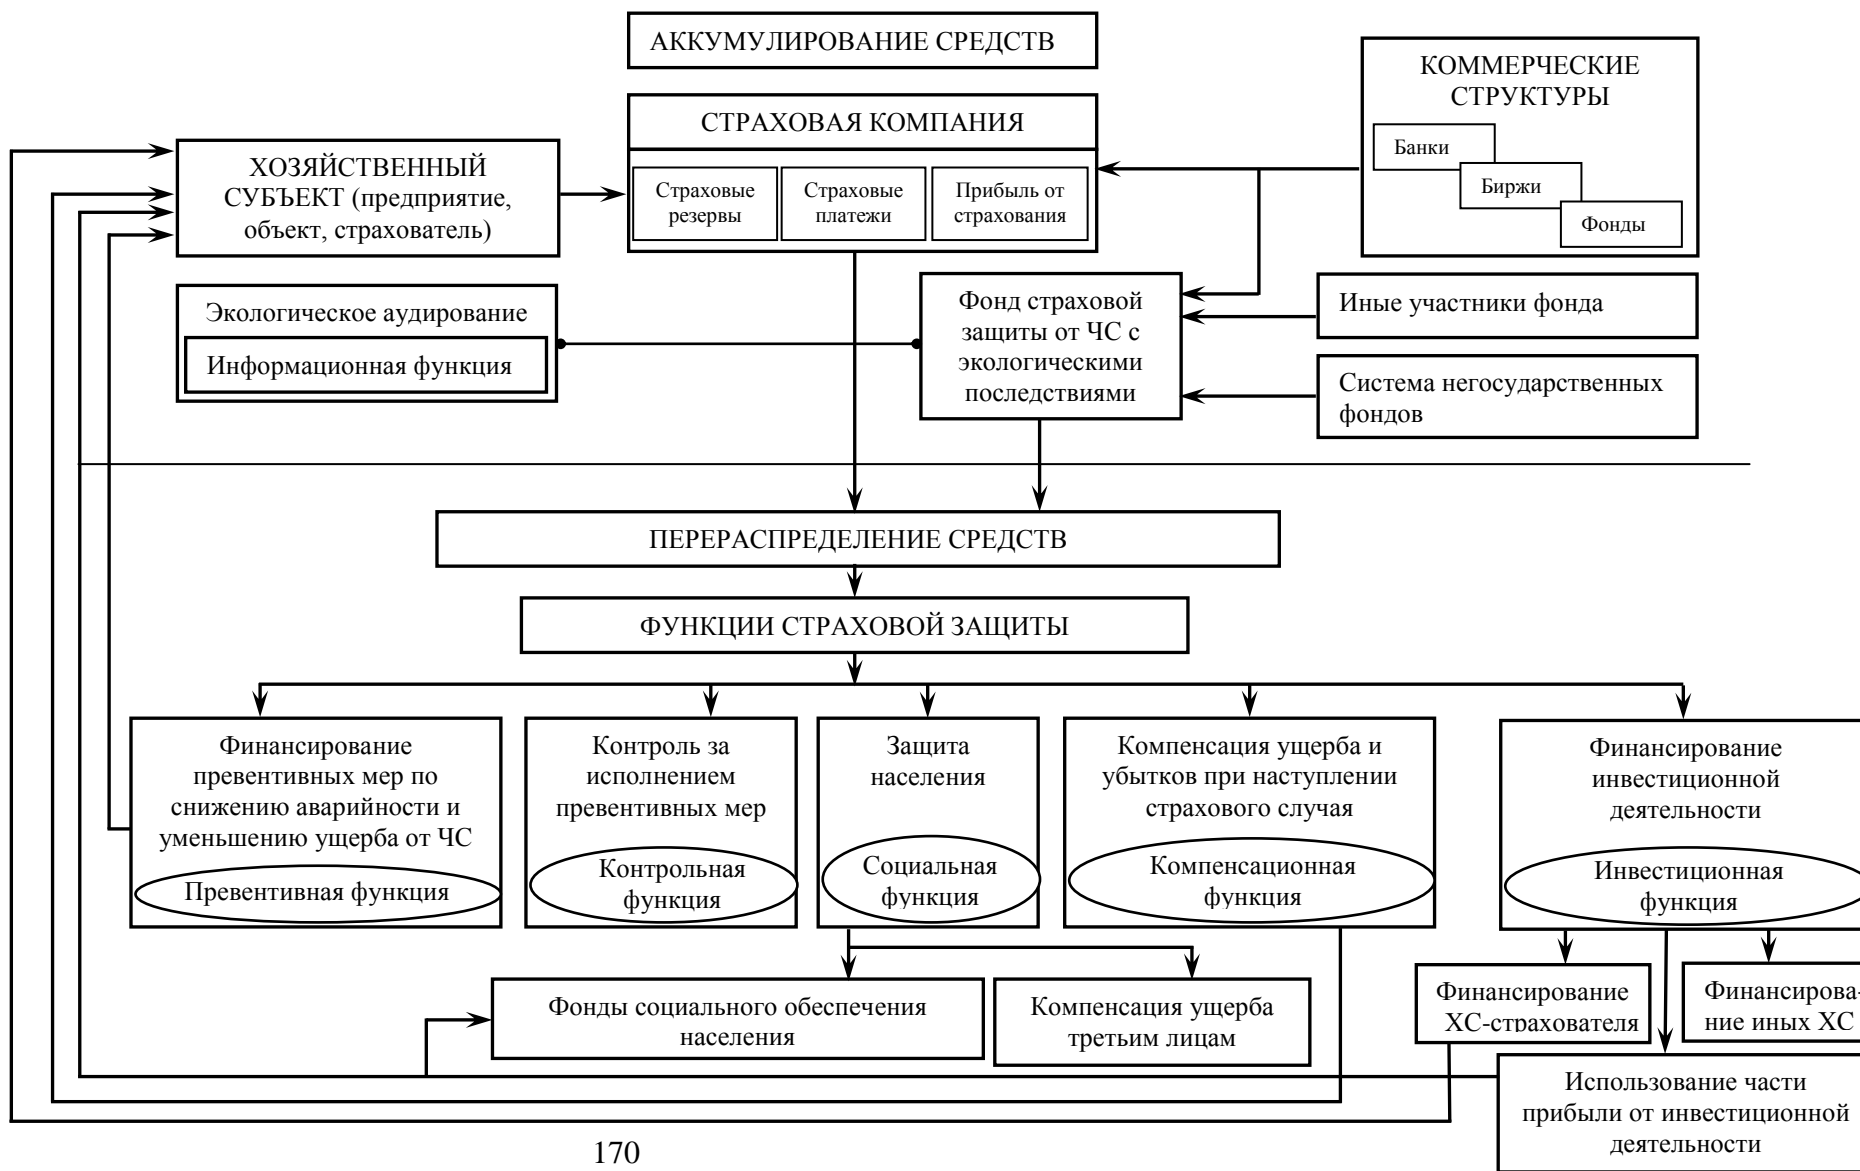 АККУМУЛИРОВАНИЕ СРЕДСТВ
КОММЕРЧЕСКИЕ
СТРУКТУРЫ
Банки
Биржи
Фонды
СТРАХОВАЯ КОМПАНИЯ
Страховые
резервы
Страховые
платежи
Прибыль от
страхования
ХОЗЯЙСТВЕННЫЙ
СУБЪЕКТ (предприятие,
объект, страхователь)
Экологическое аудирование
Информационная функция
Фонд страховой
защиты от ЧС с
экологическими
последствиями
Иные участники фонда
Система негосударственных
фондов
ПЕРЕРАСПРЕДЕЛЕНИЕ СРЕДСТВ
ФУНКЦИИ СТРАХОВОЙ ЗАЩИТЫ
Финансирование
превентивных мер по
снижению аварийности и
уменьшению ущерба от ЧС
Превентивная функция
Контроль за
исполнением
превентивных мер
Контрольная
функция
Защита
населения
Социальная
функция
Компенсация ущерба и
убытков при наступлении
страхового случая
Компенсационная
функция
Финансирование
инвестиционной
деятельности
Инвестиционная
функция
Фонды социального обеспечения
населения
Компенсация ущерба
третьим лицам
Финансирование
ХС-страхователя
Финансирова-
ние иных ХС
Использование части
прибыли от инвестиционной
деятельности
170